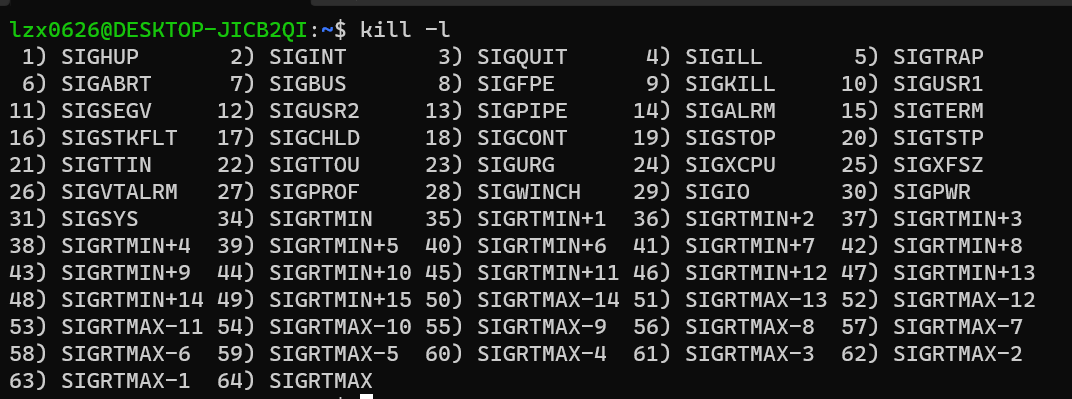 lzx0626@DESKTOP-JICB2QI:~$ kill -l
 1) SIGHUP       2) SIGINT       3) SIGQUIT      4) SIGILL       5) SIGTRAP
 6) SIGABRT      7) SIGBUS       8) SIGFPE       9) SIGKILL     10) SIGUSR1
11) SIGSEGV     12) SIGUSR2     13) SIGPIPE     14) SIGALRM     15) SIGTERM
16) SIGSTKFLT   17) SIGCHLD     18) SIGCONT     19) SIGSTOP     20) SIGTSTP
21) SIGTTIN     22) SIGTTOU     23) SIGURG      24) SIGXCPU     25) SIGXFSZ
26) SIGVTALRM   27) SIGPROF     28) SIGWINCH    29) SIGIO       30) SIGPWR
31) SIGSYS      34) SIGRTMIN    35) SIGRTMIN+1  36) SIGRTMIN+2  37) SIGRTMIN+3
38) SIGRTMIN+4  39) SIGRTMIN+5  40) SIGRTMIN+6  41) SIGRTMIN+7  42) SIGRTMIN+8
43) SIGRTMIN+9  44) SIGRTMIN+10 45) SIGRTMIN+11 46) SIGRTMIN+12 47) SIGRTMIN+13
48) SIGRTMIN+14 49) SIGRTMIN+15 50) SIGRTMAX-14 51) SIGRTMAX-13 52) SIGRTMAX-12
53) SIGRTMAX-11 54) SIGRTMAX-10 55) SIGRTMAX-9  56) SIGRTMAX-8  57) SIGRTMAX-7
58) SIGRTMAX-6  59) SIGRTMAX-5  60) SIGRTMAX-4  61) SIGRTMAX-3  62) SIGRTMAX-2
63) SIGRTMAX-1  64) SIGRTMAX